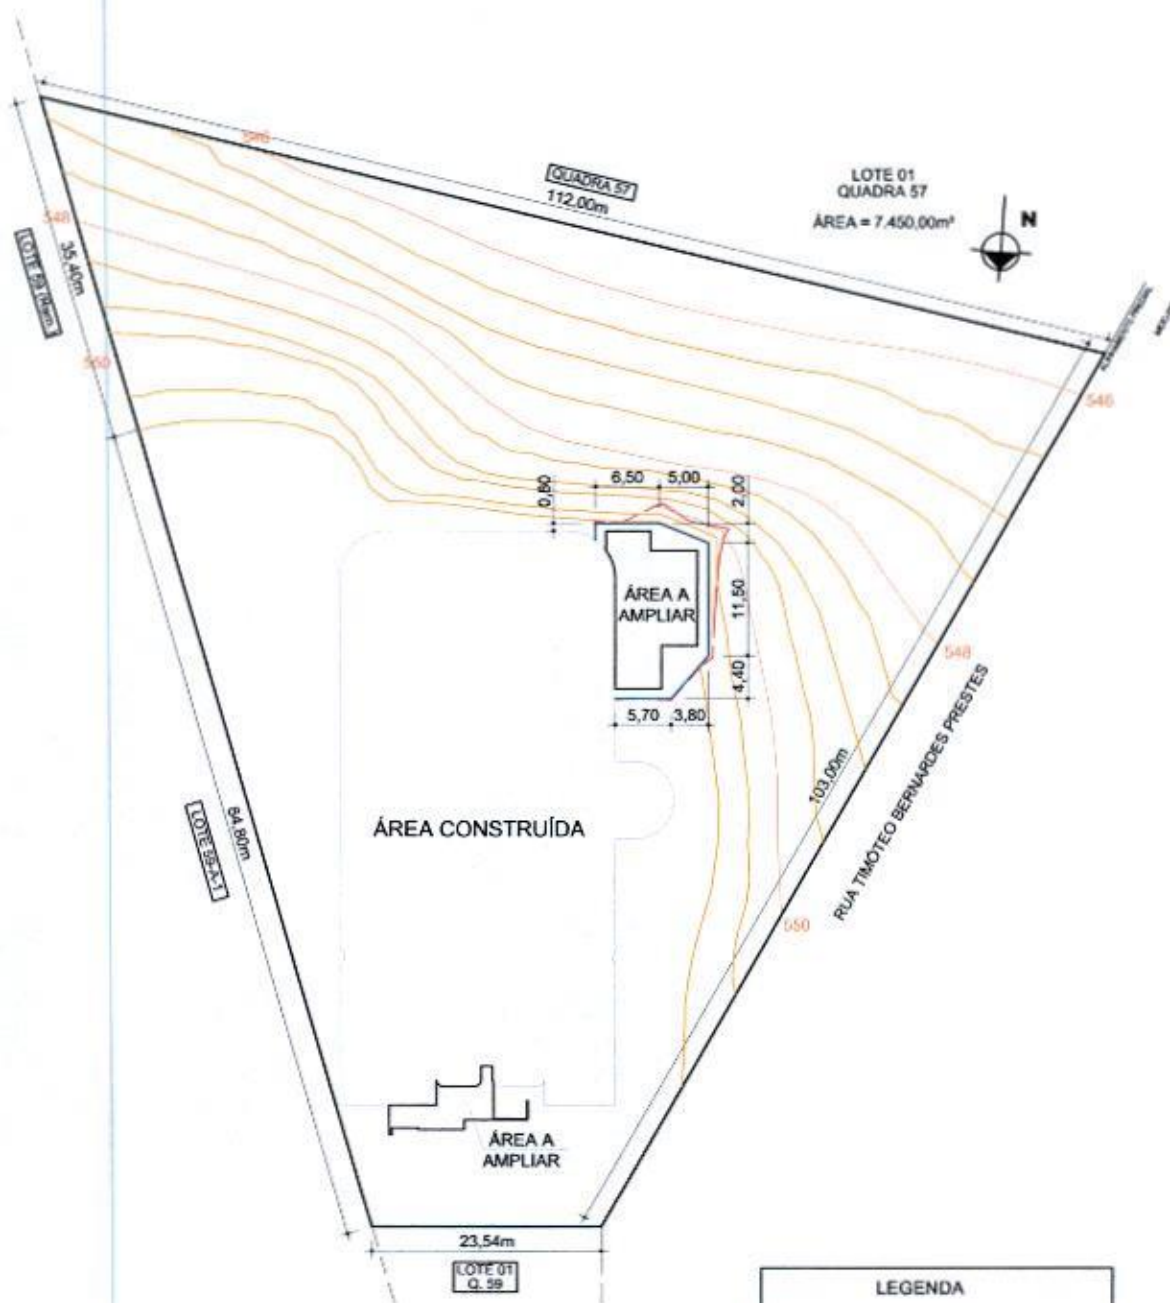 546
QUADRA 57
112,00m
LOTE 01
QUADRA 57
ÁREA = 7.450,00m²
N
548
35,40m
550
546
6,50
5,00
2,00
0,80
ÁREA A
AMPLIAR
11,50
4,40
5,70
3,80
548
103,00m
RUA TIMÓTEO BERNARDES PRESTES
LOTE 59-A-1
84,80m
ÁREA CONSTRUÍDA
550
ÁREA A
AMPLIAR
23,54m
LOTE 01
Q. 59
LEGENDA